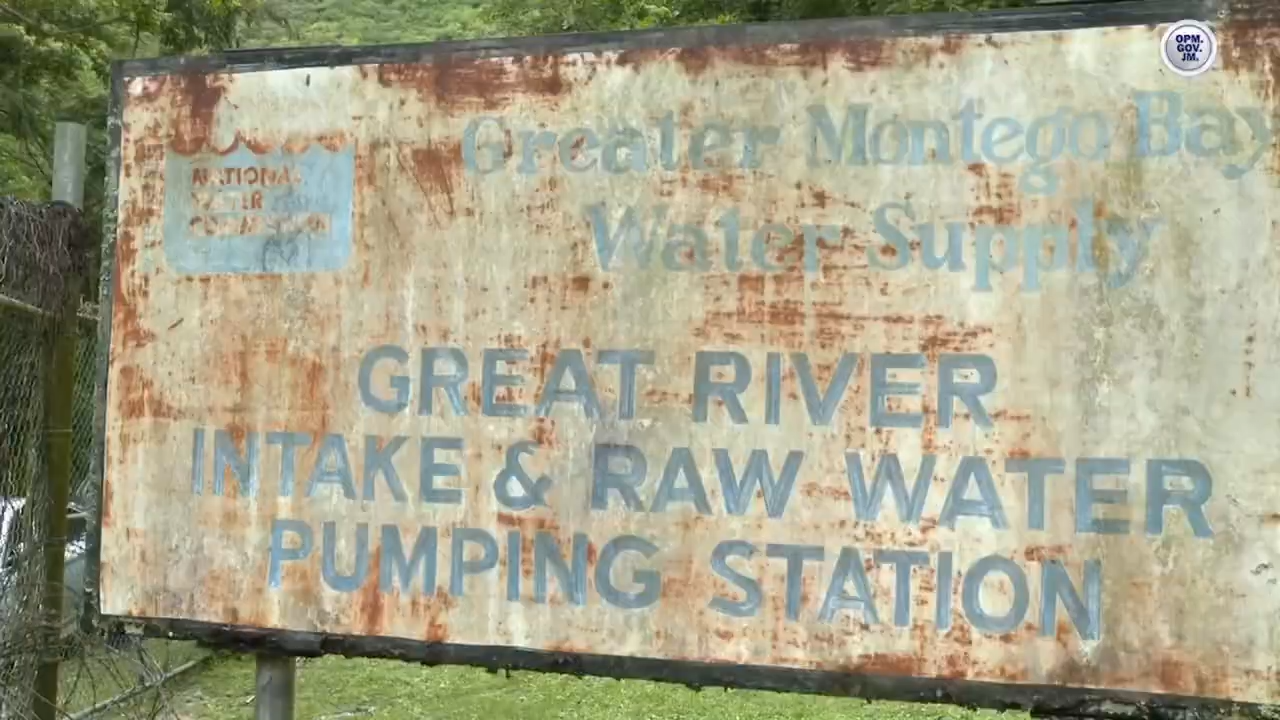 OPM.
GOV.
JM.
NATIONAL
WATER
COMMISSION
Greater Montego Bay
Water Supply
GREAT RIVER
INTAKE & RAW WATER
PUMPING STATION